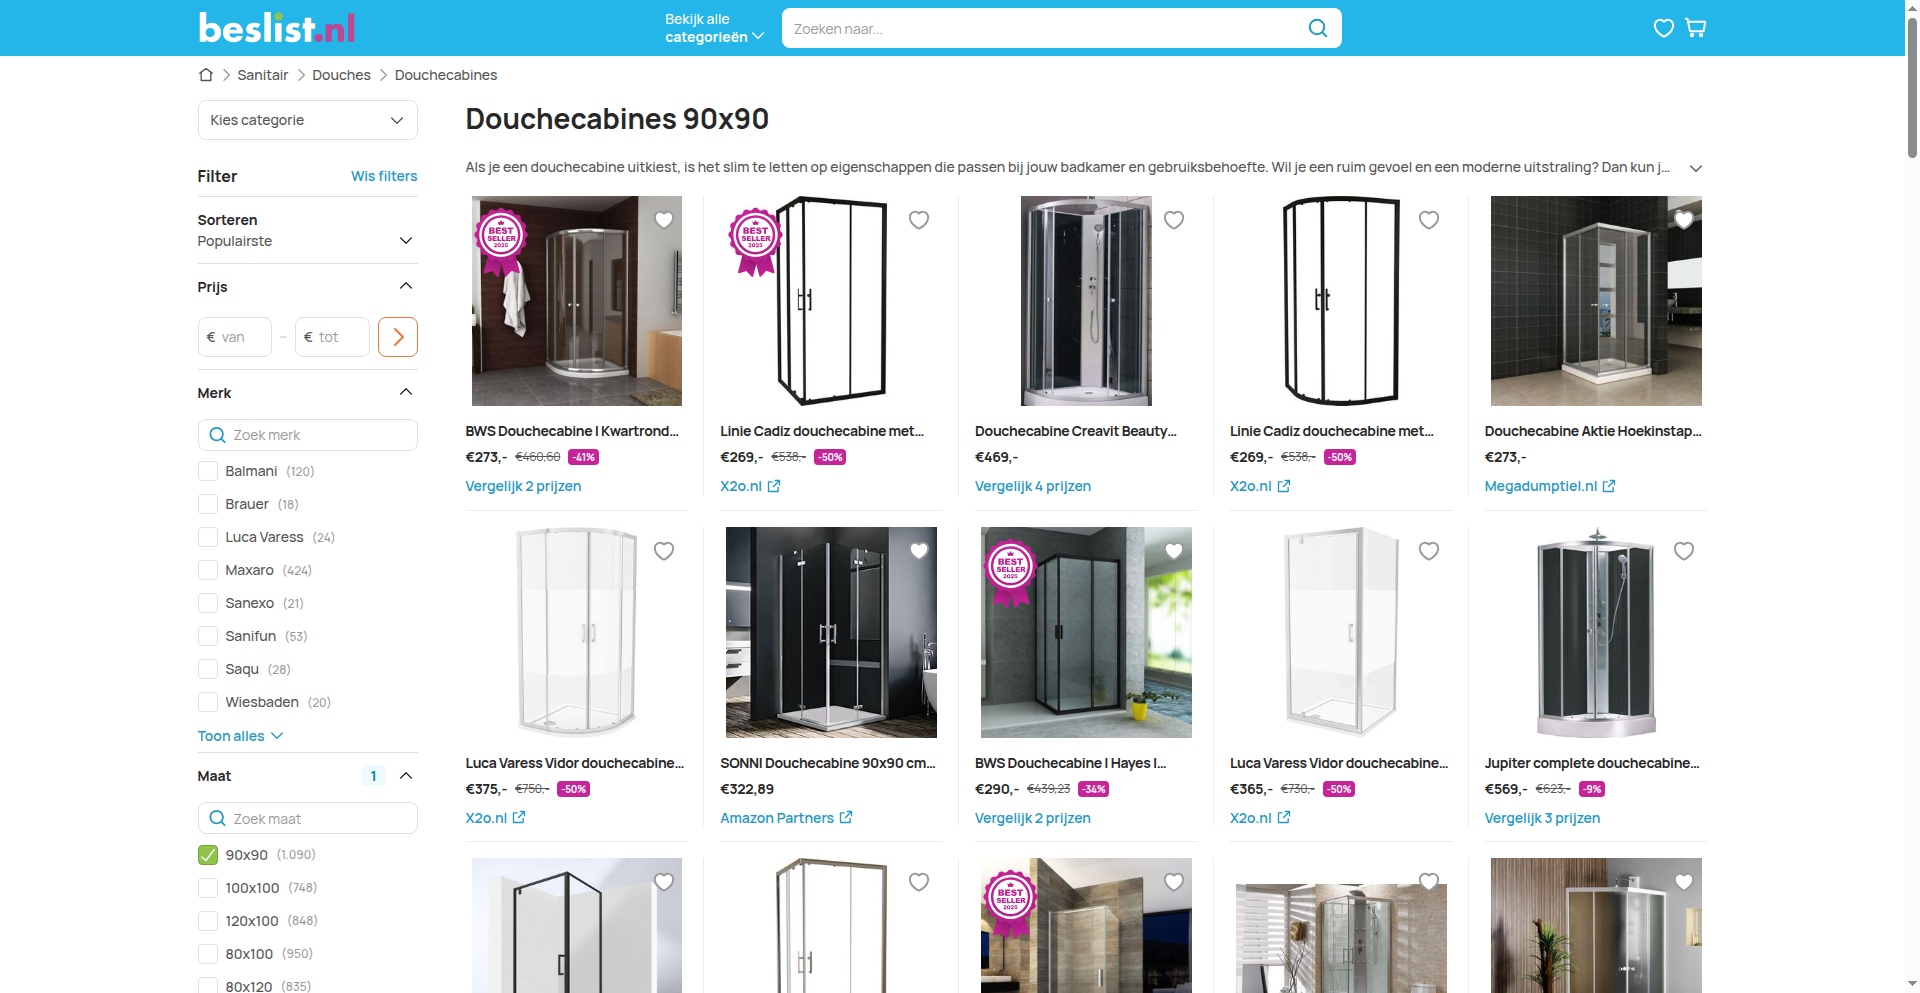 beslist.nl
Bekijk alle
categorieën
Zoeken naar...
Sanitair
Douches
Douchecabines
Kies categorie
Filter
Wis filters
Sorteren
Populairste
Prijs
€ van
–
€ tot
Merk
Zoek merk
Balmani (120)
Brauer (18)
Luca Varess (24)
Maxaro (424)
Sanexo (21)
Sanifun (53)
Saqu (28)
Wiesbaden (20)
Toon alles
Maat 1
Zoek maat
90x90 (1.090)
100x100 (748)
120x100 (848)
80x100 (950)
80x120 (835)
Douchecabines 90x90
Als je een douchecabine uitkiest, is het slim te letten op eigenschappen die passen bij jouw badkamer en gebruiksbehoefte. Wil je een ruim gevoel en een moderne uitstraling? Dan kun j...
BEST
SELLER
2025
BWS Douchecabine | Kwartrond...
€273,- €460,60 -41%
Vergelijk 2 prijzen
BEST
SELLER
2025
Linie Cadiz douchecabine met...
€269,- €538,- -50%
X2o.nl
Douchecabine Creavit Beauty...
€469,-
Vergelijk 4 prijzen
Linie Cadiz douchecabine met...
€269,- €538,- -50%
X2o.nl
Douchecabine Aktie Hoekinstap...
€273,-
Megadumptiel.nl
Luca Varess Vidor douchecabine...
€375,- €750,- -50%
X2o.nl
SONNI Douchecabine 90x90 cm...
€322,89
Amazon Partners
BEST
SELLER
2025
BWS Douchecabine | Hayes |...
€290,- €439,23 -34%
Vergelijk 2 prijzen
Luca Varess Vidor douchecabine...
€365,- €730,- -50%
X2o.nl
Jupiter complete douchecabine...
€569,- €623,- -9%
Vergelijk 3 prijzen
BEST
SELLER
2025